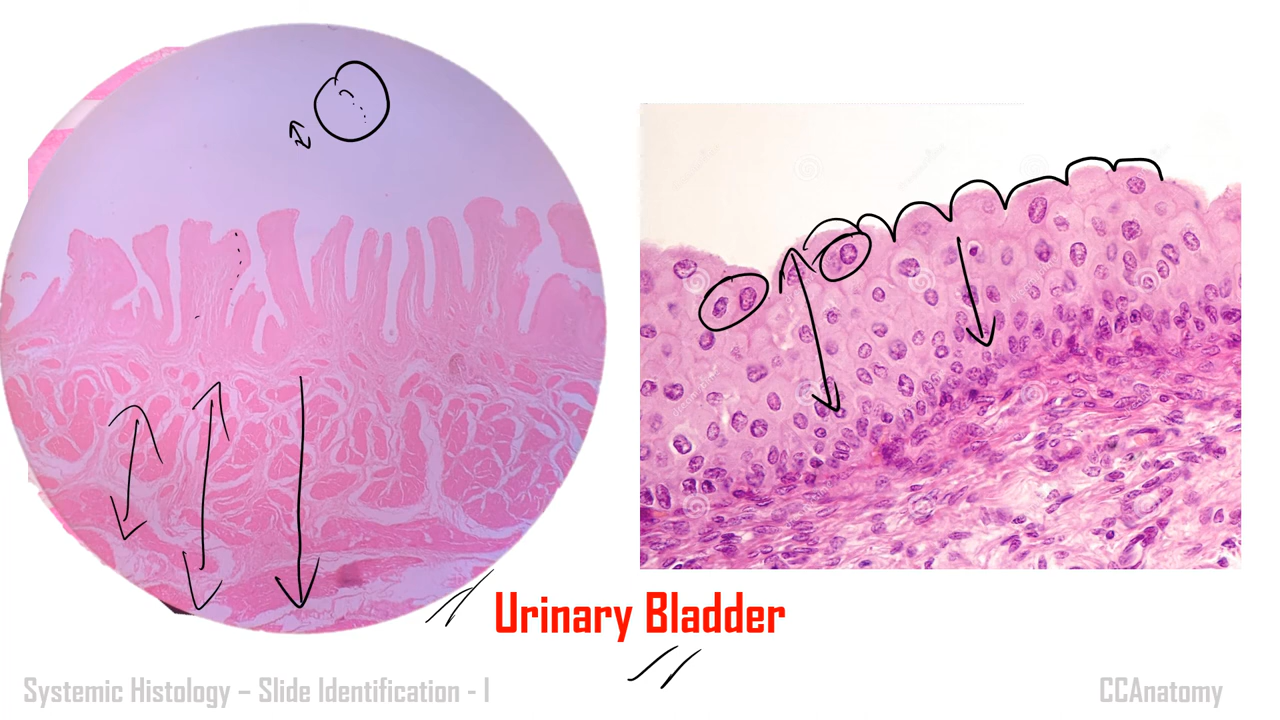 Urinary Bladder
Systemic Histology – Slide Identification - I
CCAnatomy